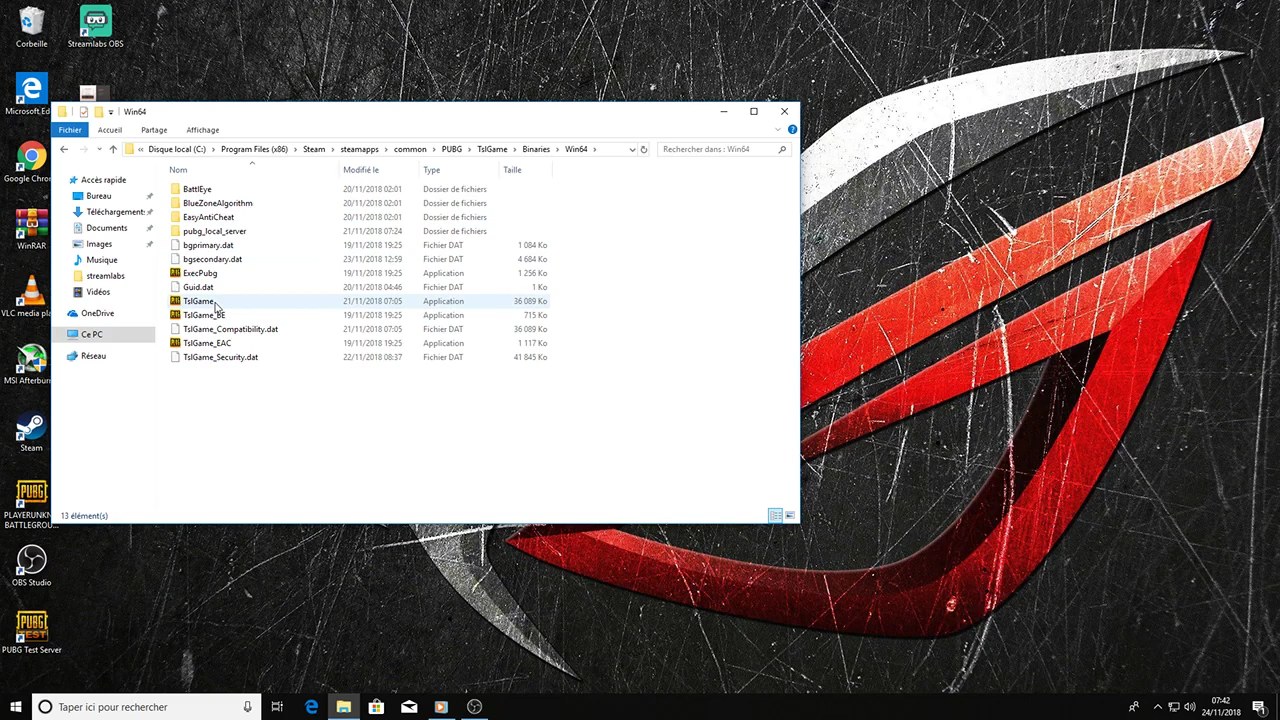 Corbeille
Streamlabs OBS
Microsoft Ed
Google Chro
WinRAR
VLC media pla
MSI Afterburn
Steam
PLAYERUNKN
BATTLEGROU...
OBS Studio
PUBG Test Server
Win64
Fichier Accueil Partage Affichage
« Disque local (C:) › Program Files (x86) › Steam › steamapps › common › PUBG › TslGame › Binaries › Win64 ›
Rechercher dans : Win64
Accès rapide
Bureau
Téléchargements
Documents
Images
Musique
streamlabs
Vidéos
OneDrive
Ce PC
Réseau
Nom Modifié le Type Taille
BattlEye 20/11/2018 02:01 Dossier de fichiers
BlueZoneAlgorithm 20/11/2018 02:01 Dossier de fichiers
EasyAntiCheat 20/11/2018 02:01 Dossier de fichiers
pubg_local_server 21/11/2018 07:24 Dossier de fichiers
bgprimary.dat 19/11/2018 19:25 Fichier DAT 1 084 Ko
bgsecondary.dat 23/11/2018 12:59 Fichier DAT 4 684 Ko
ExecPubg 19/11/2018 19:25 Application 1 256 Ko
Guid.dat 20/11/2018 04:46 Fichier DAT 1 Ko
TslGame 21/11/2018 07:05 Application 36 089 Ko
TslGame_BE 19/11/2018 19:25 Application 715 Ko
TslGame_Compatibility.dat 21/11/2018 07:05 Fichier DAT 36 089 Ko
TslGame_EAC 19/11/2018 19:25 Application 1 117 Ko
TslGame_Security.dat 22/11/2018 08:37 Fichier DAT 41 845 Ko
13 élément(s)
Taper ici pour rechercher
07:42
24/11/2018